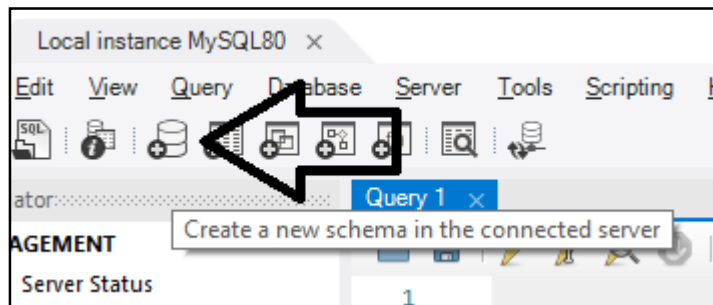 Local instance MySQL80 ×
Edit View Query Database Server Tools Scripting
SQL
ator
Query 1 ×
Create a new schema in the connected server
AGEMENT
Server Status
1